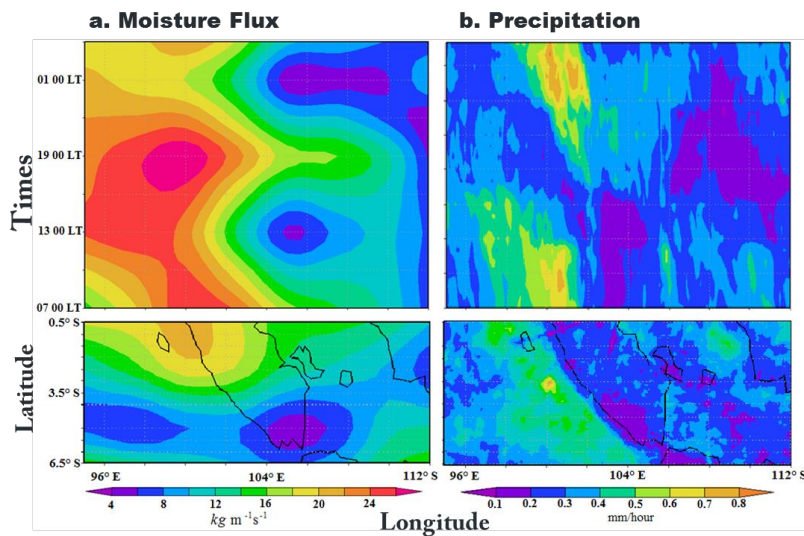 a. Moisture Flux
b. Precipitation
Times
01 00 LT
19 00 LT
13 00 LT
07 00 LT
Latitude
0.5° S
3.5° S
6.5° S
96° E
104° E
112° S
96° E
104° E
112° S
4 8 12 16 20 24
kg m -1s-1
Longitude
0.1 0.2 0.3 0.4 0.5 0.6 0.7 0.8
mm/hour